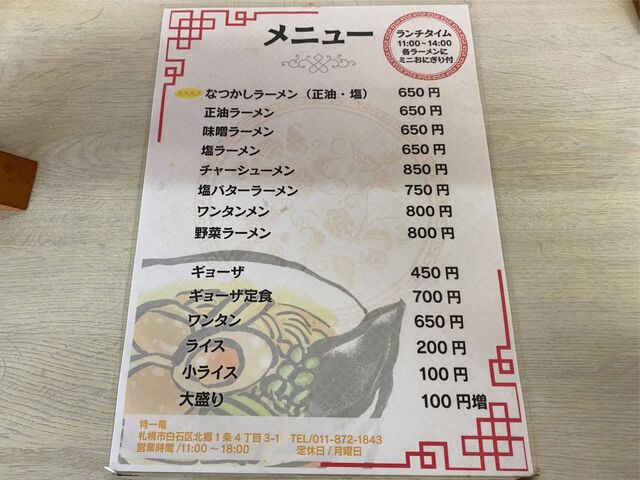 メニュー
ランチタイム
11:00~14:00
各ラーメンに
ミニおにぎり付
オススメ なつかしラーメン（正油・塩） 650円
正油ラーメン 650円
味噌ラーメン 650円
塩ラーメン 650円
チャーシューメン 850円
塩バターラーメン 750円
ワンタンメン 800円
野菜ラーメン 800円
ギョーザ 450円
ギョーザ定食 700円
ワンタン 650円
ライス 200円
小ライス 100円
大盛り 100円増
特一竜
札幌市白石区北郷1条4丁目3-1 TEL/011-872-1843
営業時間/11:00～18:00 定休日/月曜日